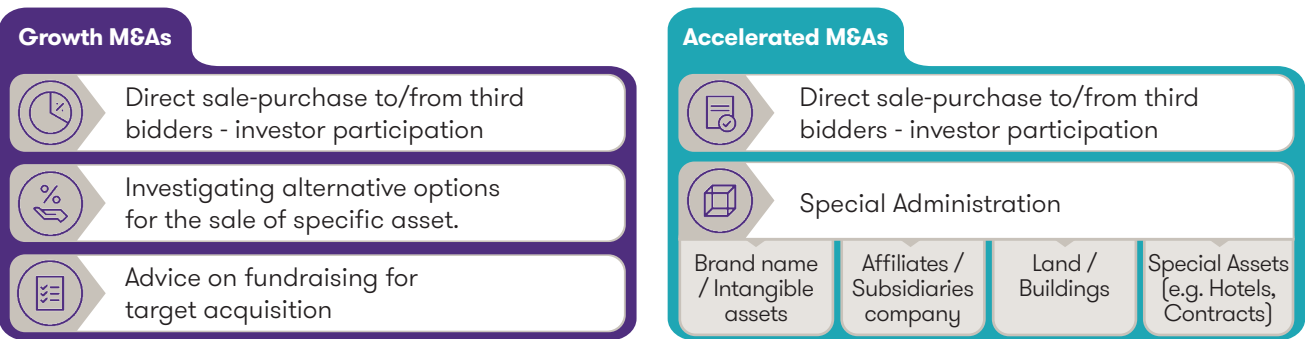 Growth M&As
Direct sale-purchase to/from third
bidders - investor participation
Investigating alternative options
for the sale of specific asset.
Advice on fundraising for
target acquisition
Accelerated M&As
Direct sale-purchase to/from third
bidders - investor participation
Special Administration
Brand name
/ Intangible
assets
Affiliates /
Subsidiaries
company
Land /
Buildings
Special Assets
(e.g. Hotels,
Contracts)